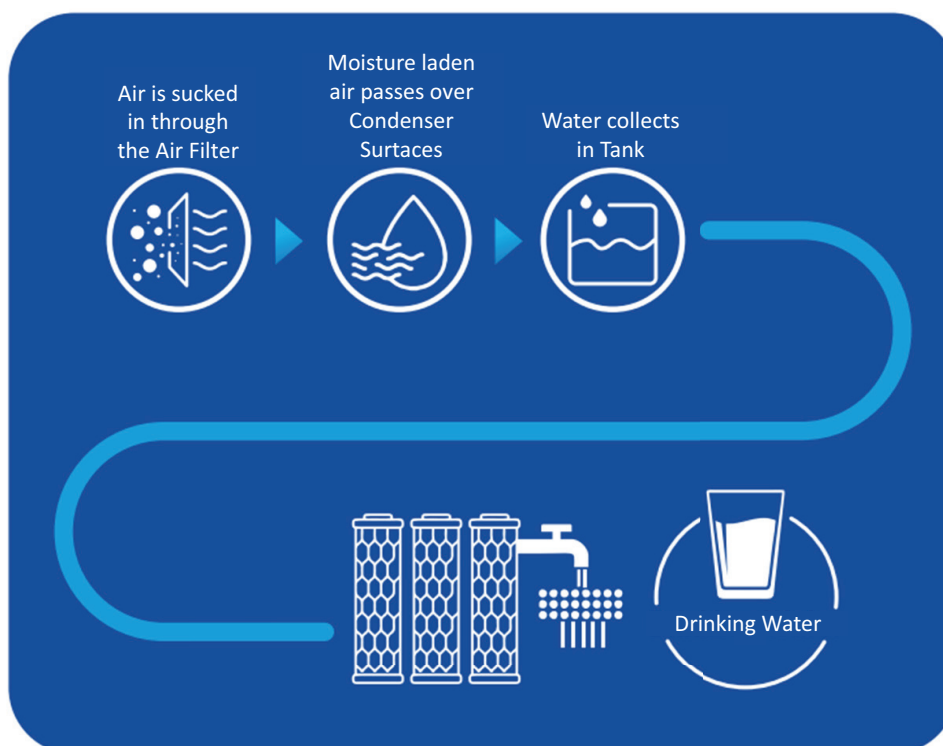 Air is sucked
in through
the Air Filter
Moisture laden
air passes over
Condenser
Surtaces
Water collects
in Tank
Drinking Water